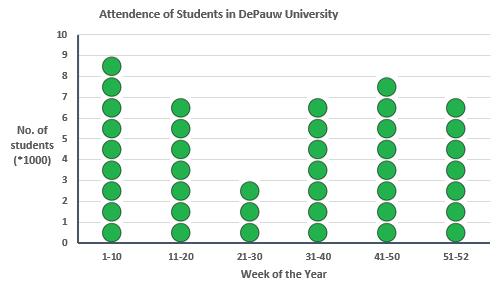 Attendence of Students in DePauw University
10
9
8
7
6
5
4
3
2
1
0
No. of
students
(*1000)
1-10 11-20 21-30 31-40 41-50 51-52
Week of the Year